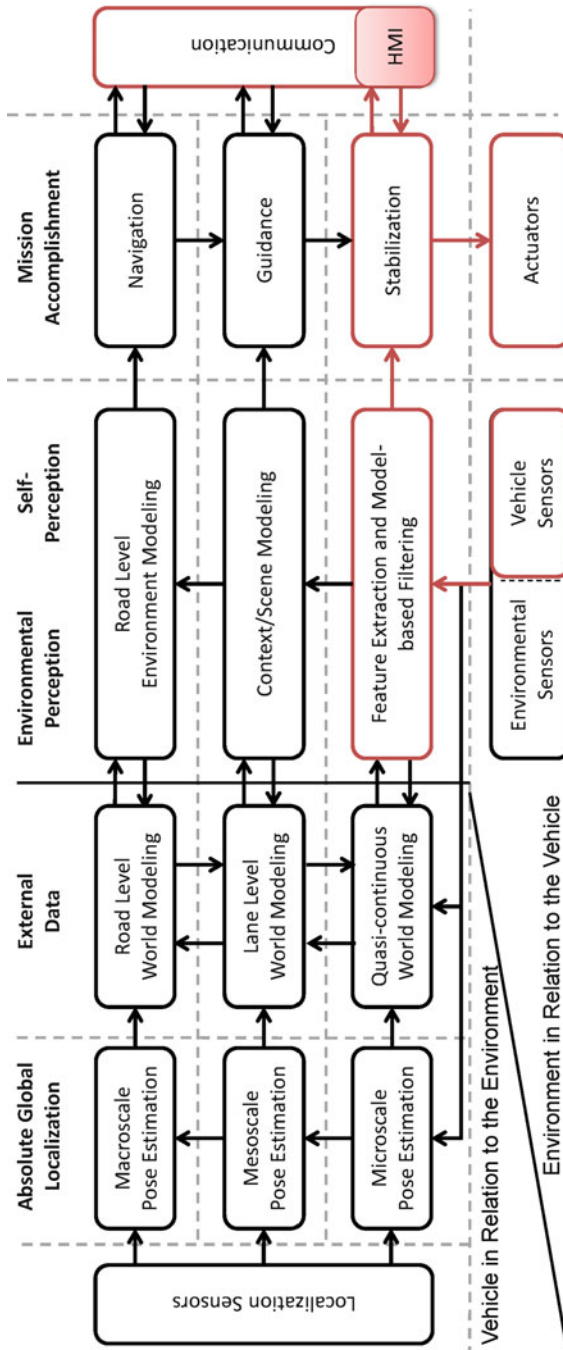 Absolute Global
Localization
External
Data
Environmental
Perception
Self-
Perception
Mission
Accomplishment
Localization Sensors
Macroscale
Pose Estimation
Road Level
World Modeling
Road Level
Environment Modeling
Navigation
Communication
Mesoscale
Pose Estimation
Lane Level
World Modeling
Context/Scene Modeling
Guidance
Microscale
Pose Estimation
Quasi-continuous
World Modeling
Feature Extraction and Model-
based Filtering
Stabilization
HMI
Vehicle in Relation to the Environment
Environment in Relation to the Vehicle
Environmental
Sensors
Vehicle
Sensors
Actuators